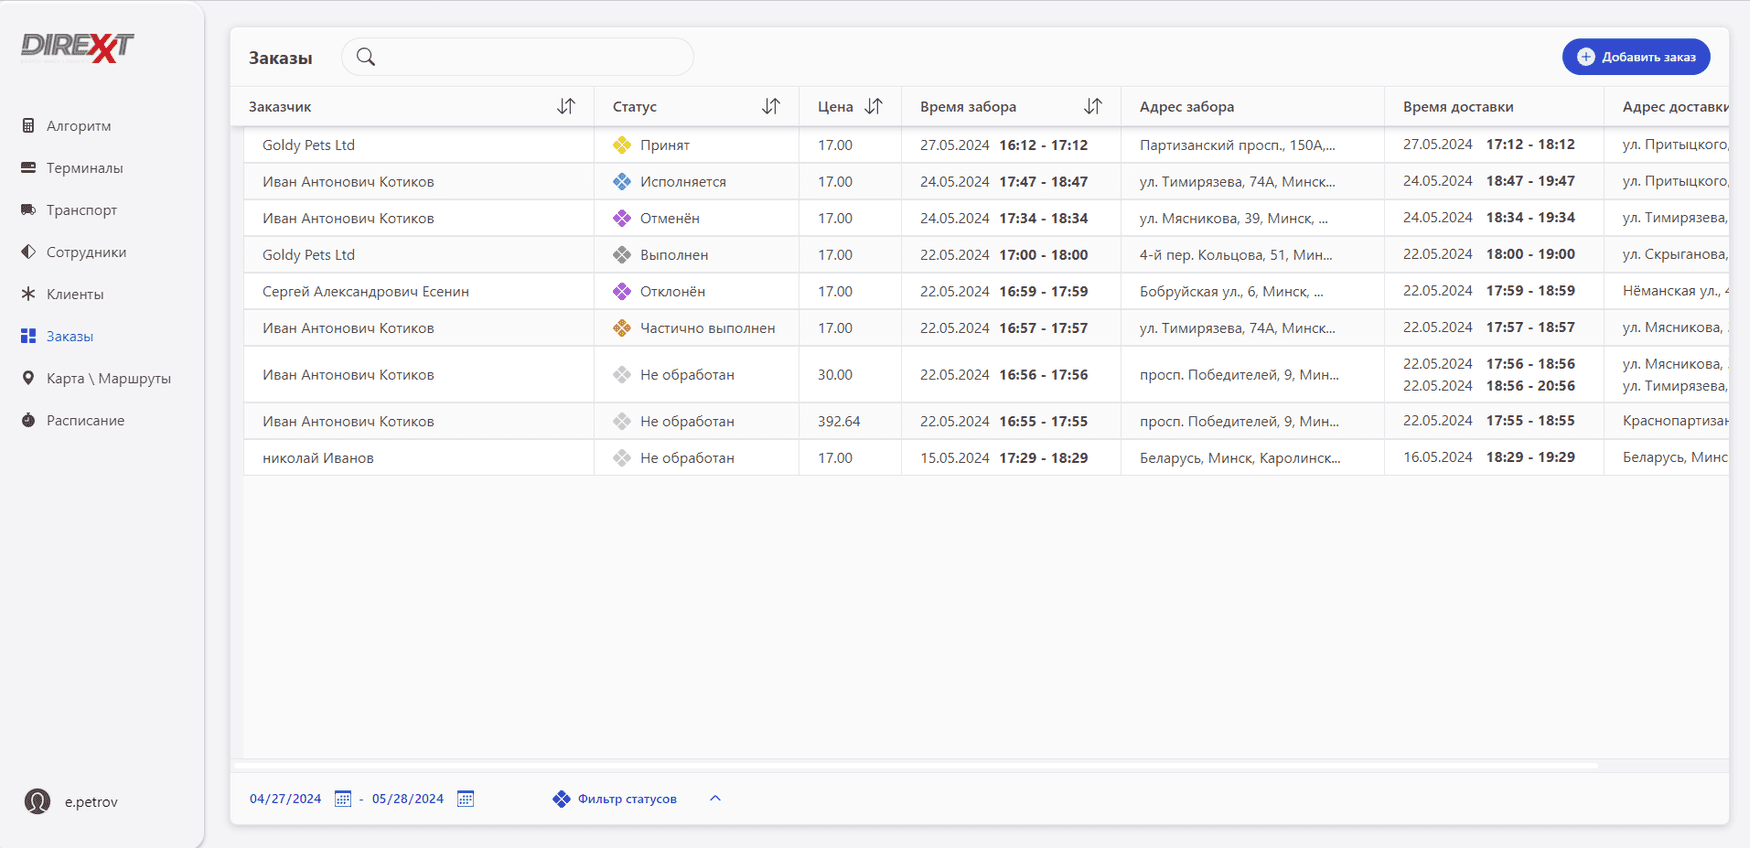 DIREXXT
Алгоритм
Терминалы
Транспорт
Сотрудники
Клиенты
Заказы
Карта \ Маршруты
Расписание
e.petrov
Заказы
Добавить заказ
Заказчик Статус Цена Время забора Адрес забора Время доставки Адрес доставки
Goldy Pets Ltd Принят 17.00 27.05.2024 16:12 - 17:12 Партизанский просп., 150А,... 27.05.2024 17:12 - 18:12 ул. Притыцкого,
Иван Антонович Котиков Исполняется 17.00 24.05.2024 17:47 - 18:47 ул. Тимирязева, 74А, Минск... 24.05.2024 18:47 - 19:47 ул. Притыцкого,
Иван Антонович Котиков Отменён 17.00 24.05.2024 17:34 - 18:34 ул. Мясникова, 39, Минск, ... 24.05.2024 18:34 - 19:34 ул. Тимирязева,
Goldy Pets Ltd Выполнен 17.00 22.05.2024 17:00 - 18:00 4-й пер. Кольцова, 51, Мин... 22.05.2024 18:00 - 19:00 ул. Скрыганова,
Сергей Александрович Есенин Отклонён 17.00 22.05.2024 16:59 - 17:59 Бобруйская ул., 6, Минск, ... 22.05.2024 17:59 - 18:59 Нёманская ул., 4
Иван Антонович Котиков Частично выполнен 17.00 22.05.2024 16:57 - 17:57 ул. Тимирязева, 74А, Минск... 22.05.2024 17:57 - 18:57 ул. Мясникова,
Иван Антонович Котиков Не обработан 30.00 22.05.2024 16:56 - 17:56 просп. Победителей, 9, Мин... 22.05.2024 17:56 - 18:56 ул. Мясникова,
22.05.2024 18:56 - 20:56 ул. Тимирязева,
Иван Антонович Котиков Не обработан 392.64 22.05.2024 16:55 - 17:55 просп. Победителей, 9, Мин... 22.05.2024 17:55 - 18:55 Краснопартизан
николай Иванов Не обработан 17.00 15.05.2024 17:29 - 18:29 Беларусь, Минск, Каролинск... 16.05.2024 18:29 - 19:29 Беларусь, Минс
04/27/2024 - 05/28/2024 Фильтр статусов